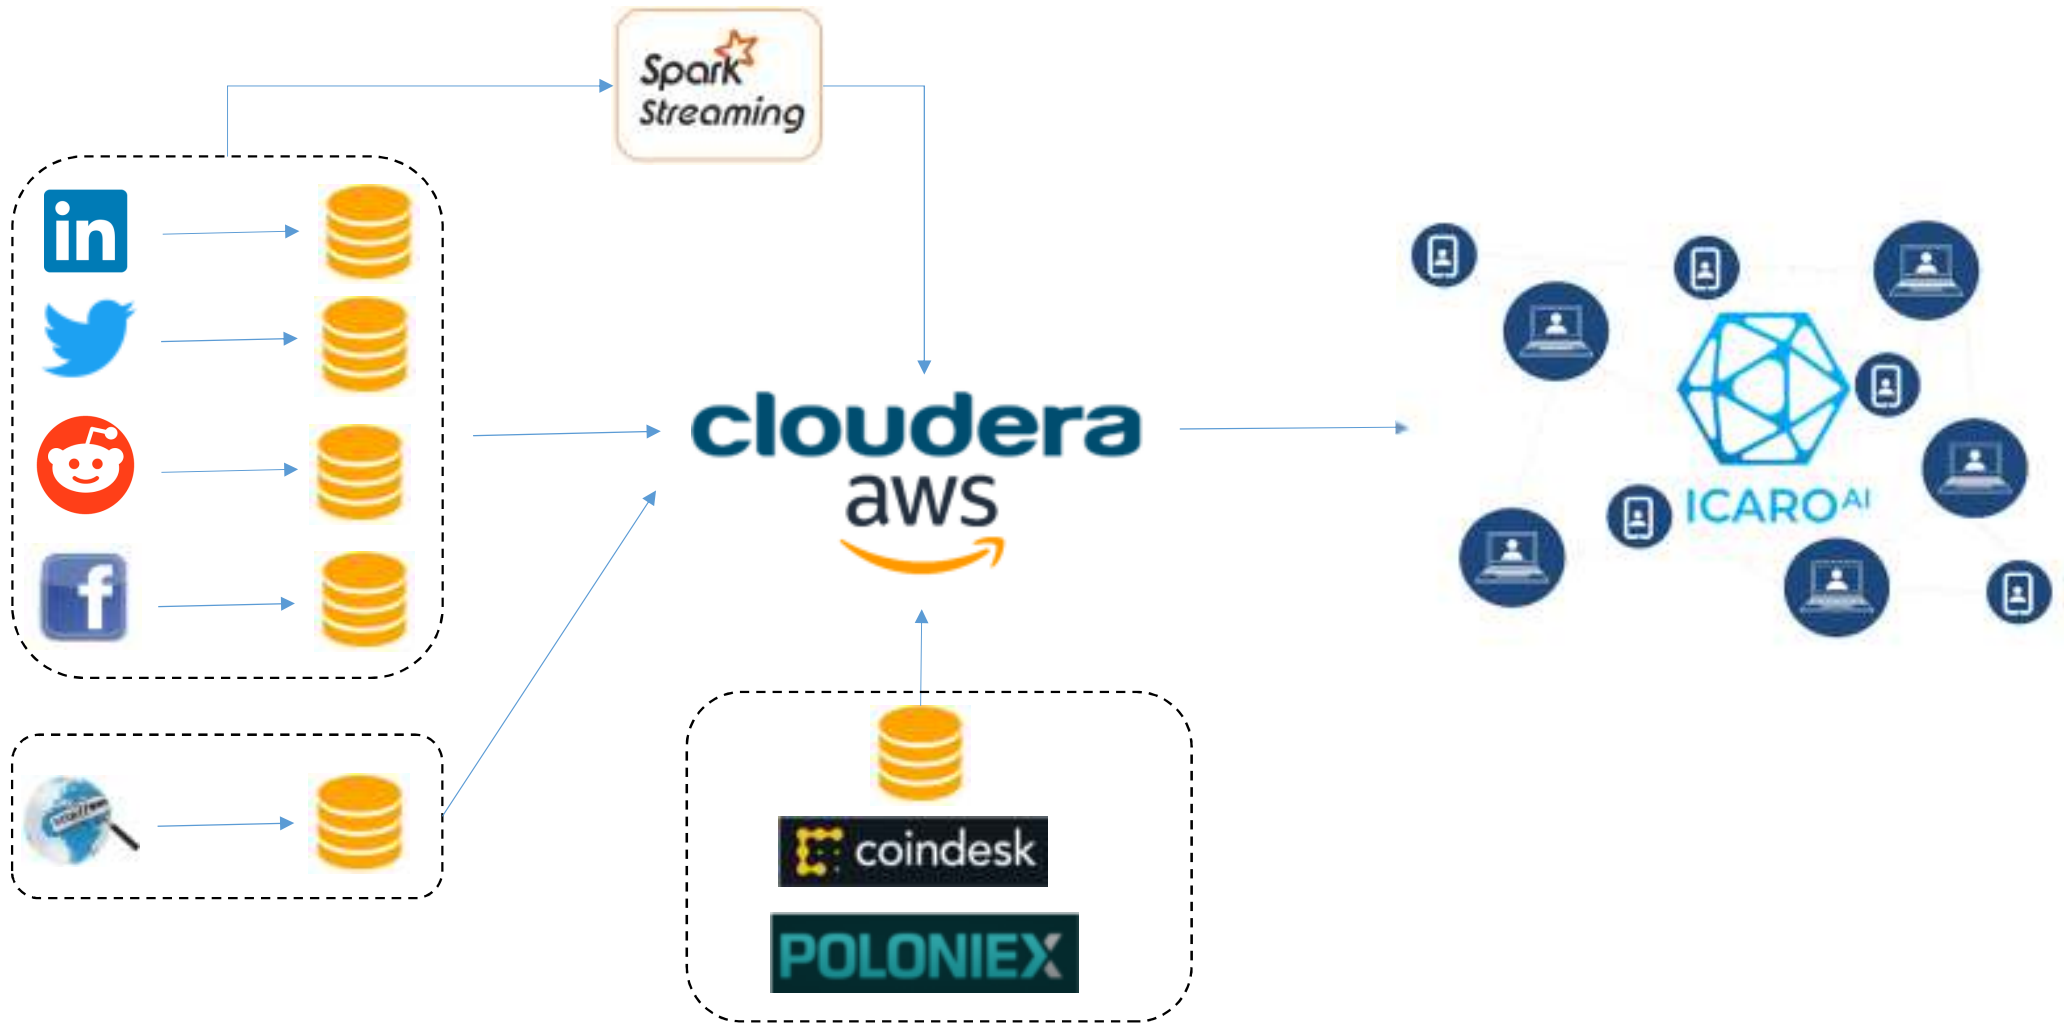 Spark
Streaming
in
cloudera
aws
f
ICARO AI
coindesk
POLONIEX